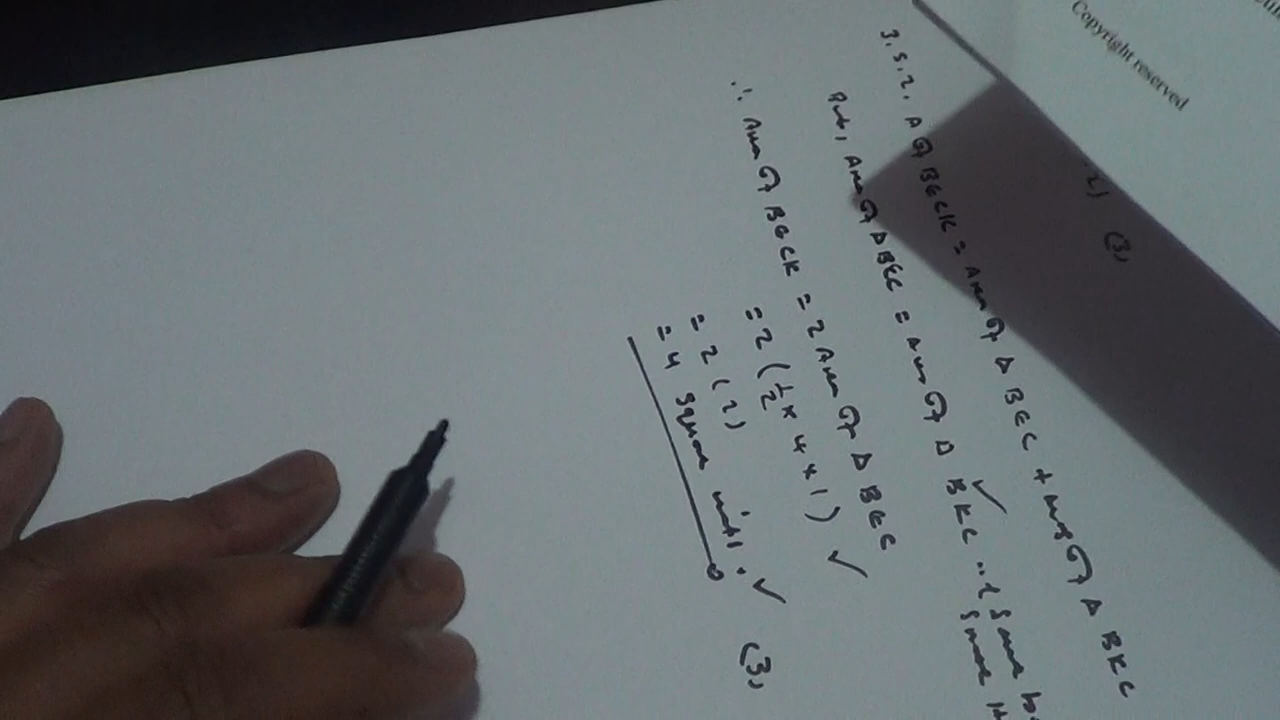 Copyright reserved
2) (3)
3.5.2. A of BECK = Area of Δ BEC + area of Δ BKC
But, Area of Δ BEC = Area of Δ BKC ✓ ..{ same
same
∴ Area of BECK = 2 Area of Δ BEC
= 2 (½ × 4 × 1) ✓
= 2 (2)
= 4 square units. ✓ (3)